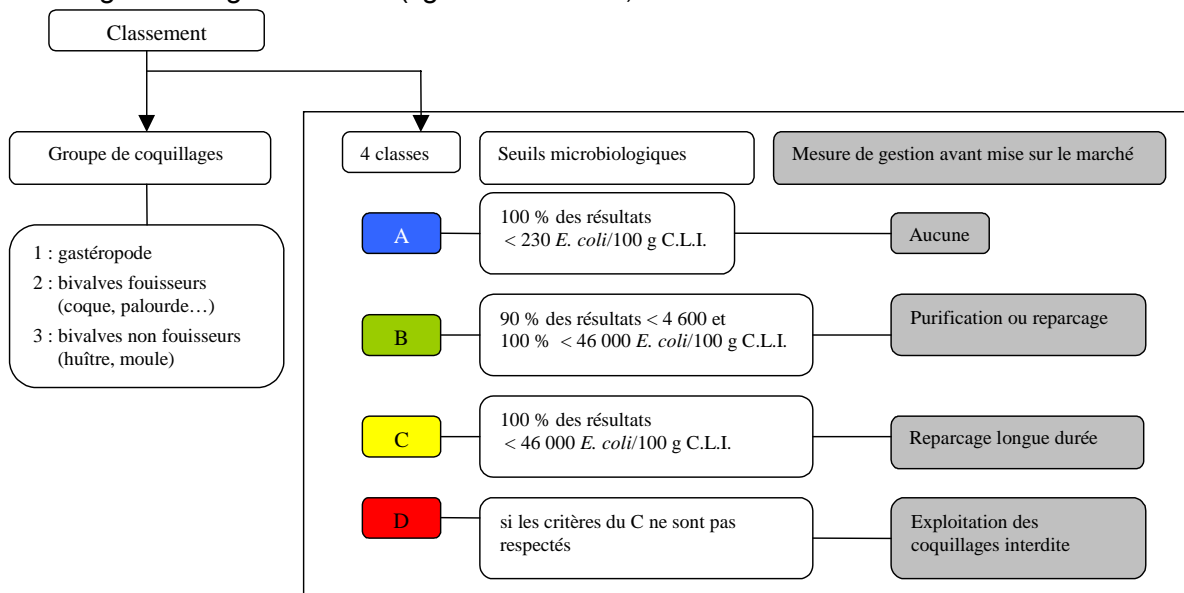 Classement
Groupe de coquillages
1 : gastéropode
2 : bivalves fouisseurs
(coque, palourde…)
3 : bivalves non fouisseurs
(huître, moule)
4 classes
Seuils microbiologiques
Mesure de gestion avant mise sur le marché
A
100 % des résultats
< 230 E. coli/100 g C.L.I.
Aucune
B
90 % des résultats < 4 600 et
100 % < 46 000 E. coli/100 g C.L.I.
Purification ou reparcage
C
100 % des résultats
< 46 000 E. coli/100 g C.L.I.
Reparcage longue durée
D
si les critères du C ne sont pas
respectés
Exploitation des
coquillages interdite